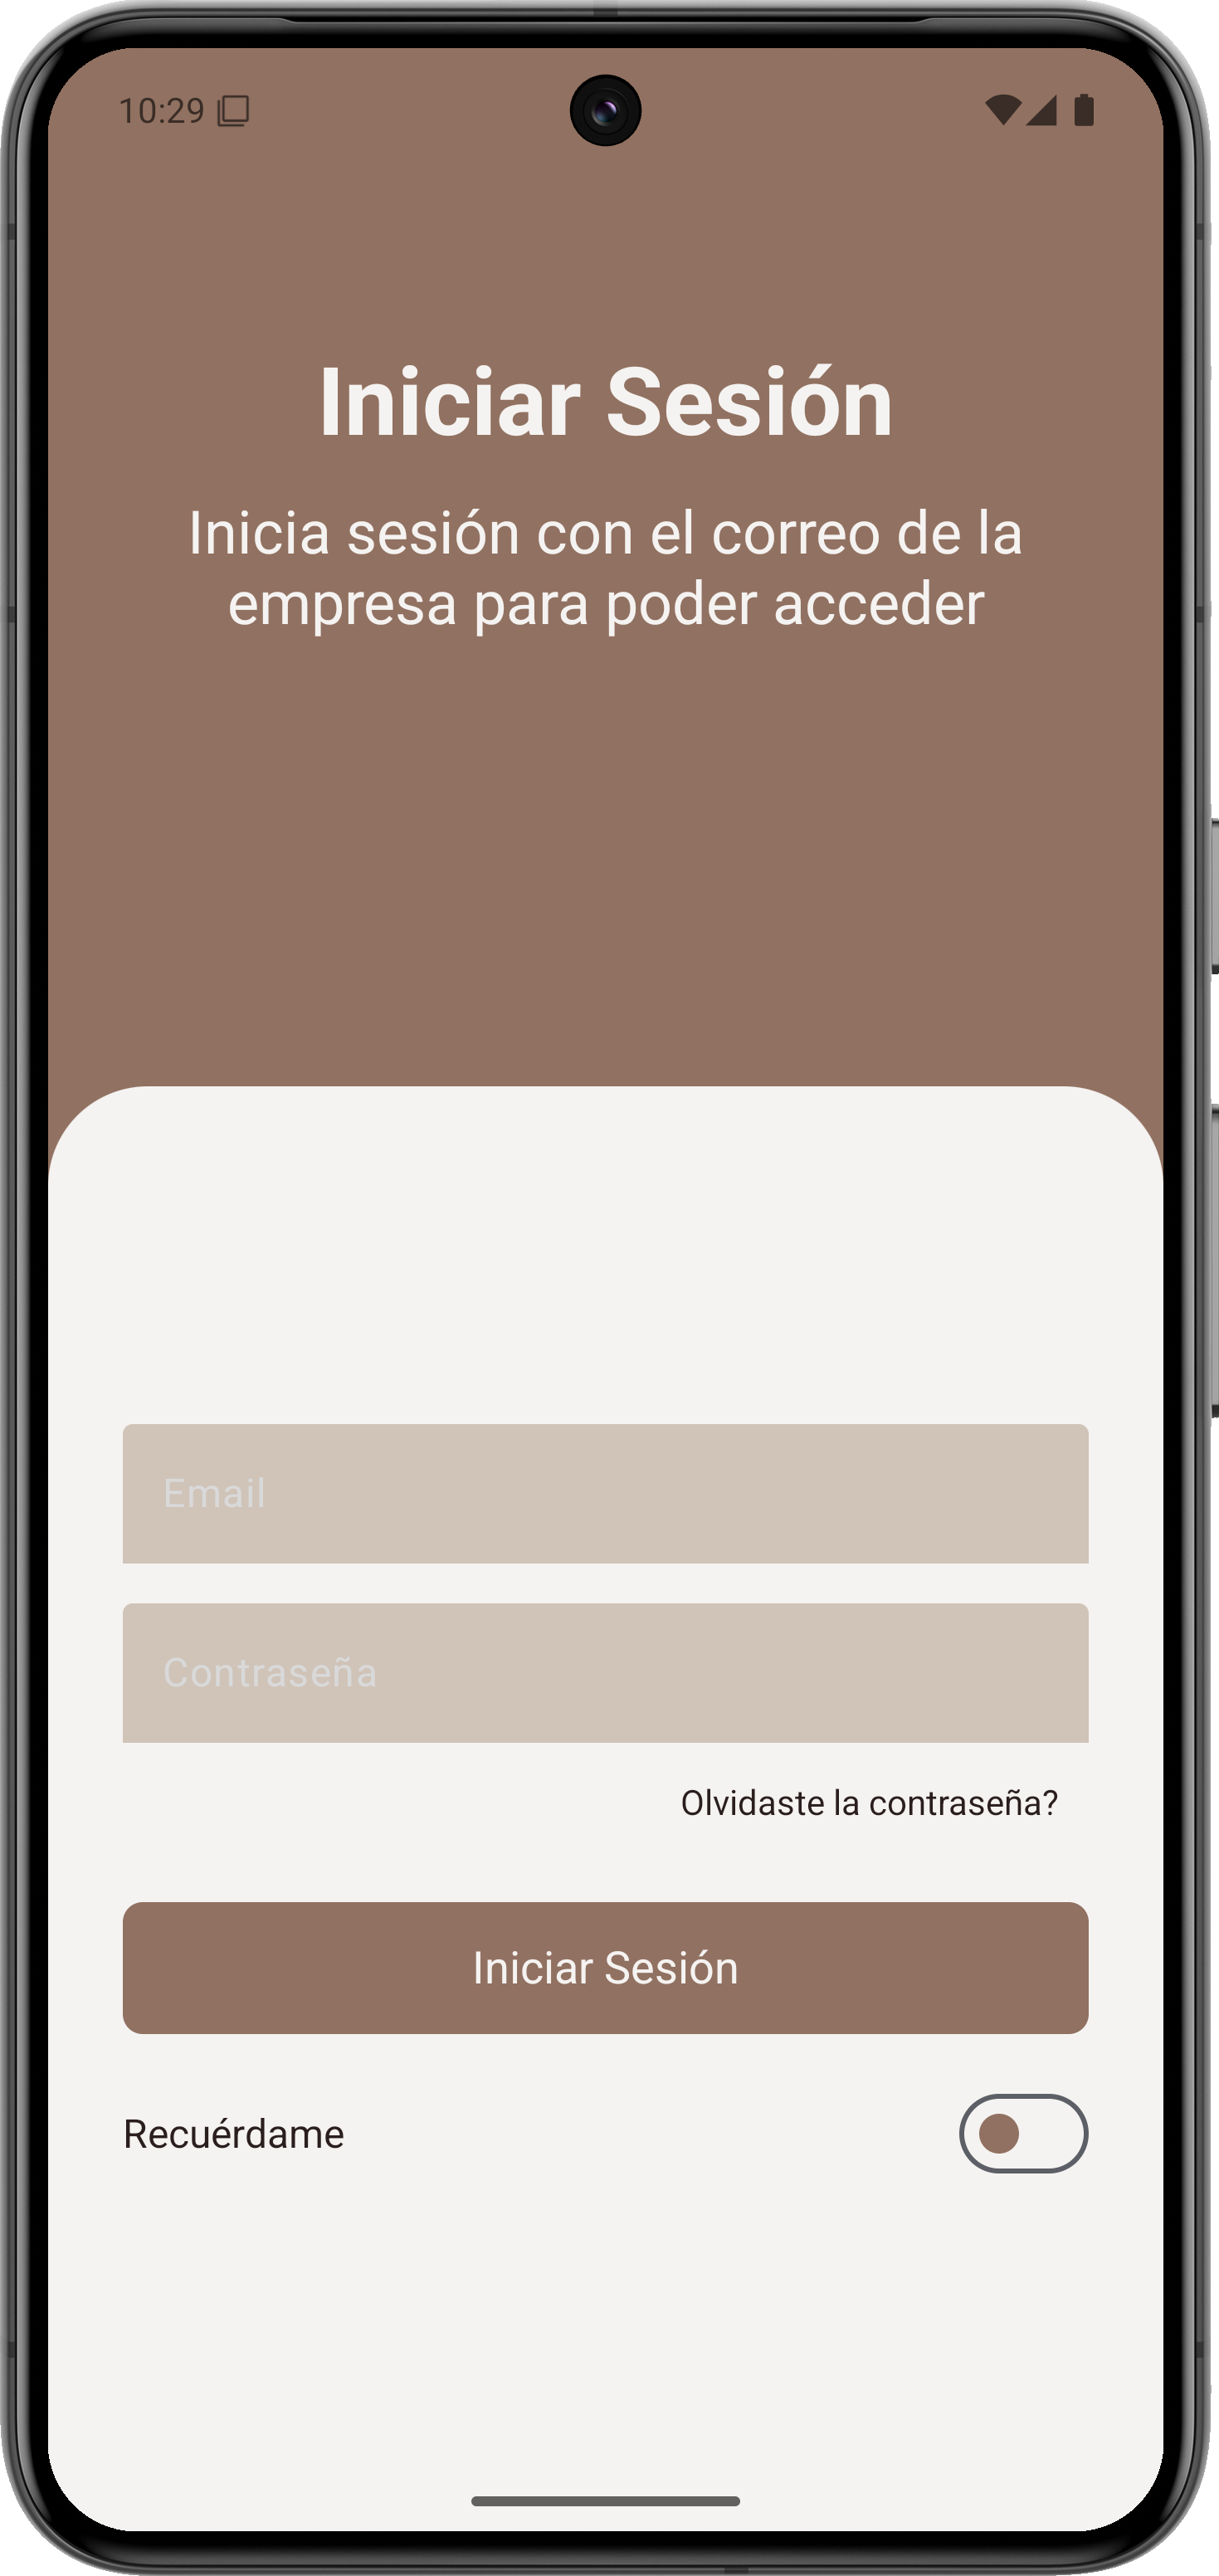 10:29
Iniciar Sesión
Inicia sesión con el correo de la
empresa para poder acceder
Email
Contraseña
Olvidaste la contraseña?
Iniciar Sesión
Recuérdame